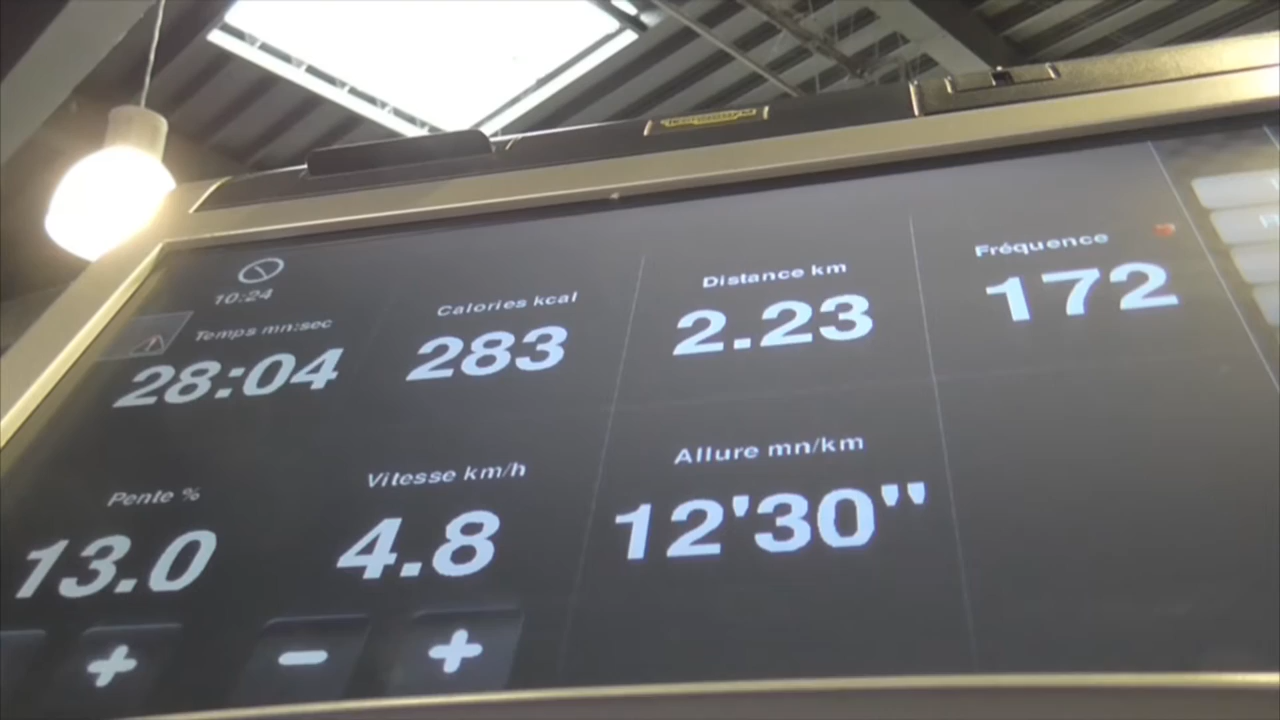 10:24
Temps mn:sec
28:04
Calories kcal
283
Distance km
2.23
Fréquence
172
Pente %
13.0
Vitesse km/h
4.8
Allure mn/km
12'30"
+
−
+